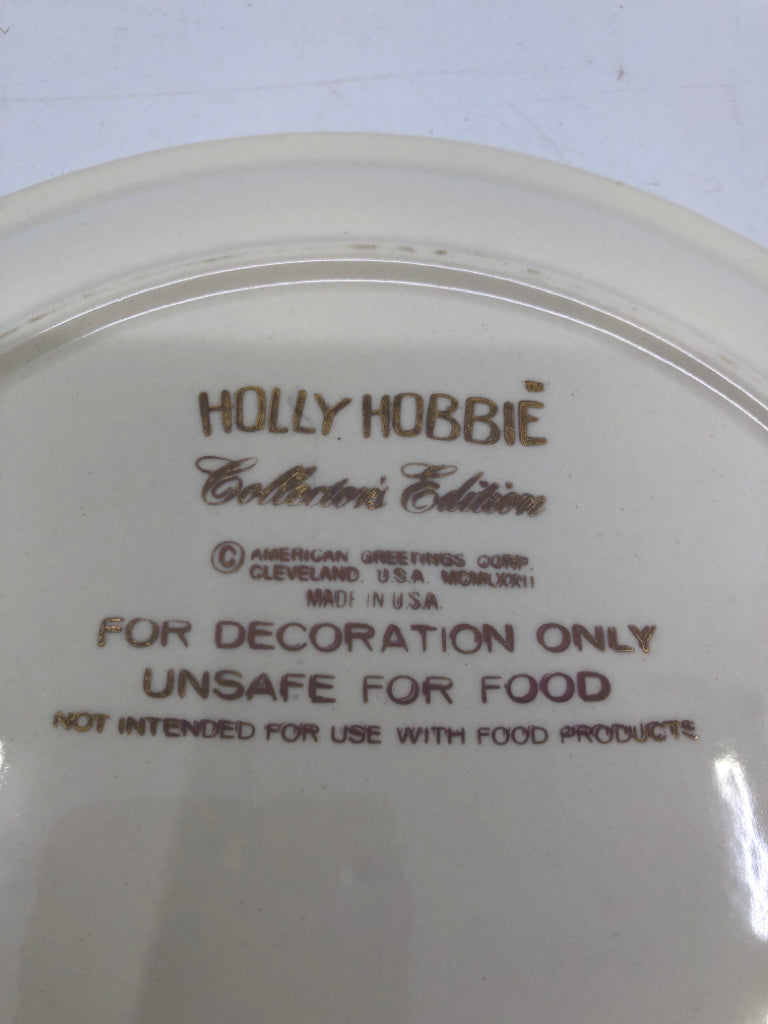 HOLLY HOBBIE™
Collector's Edition
© AMERICAN GREETINGS CORP.
CLEVELAND, U.S.A. MCMLXXII
MADE IN U.S.A.
FOR DECORATION ONLY
UNSAFE FOR FOOD
NOT INTENDED FOR USE WITH FOOD PRODUCTS